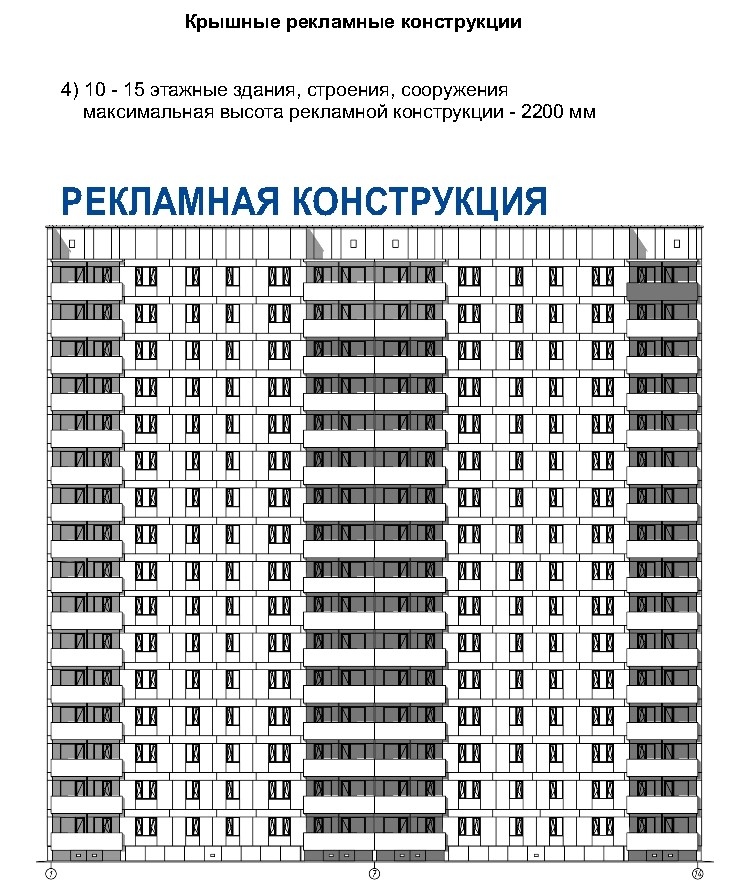 Крышные рекламные конструкции
4) 10 - 15 этажные здания, строения, сооружения
максимальная высота рекламной конструкции - 2200 мм
РЕКЛАМНАЯ КОНСТРУКЦИЯ
1 7 14